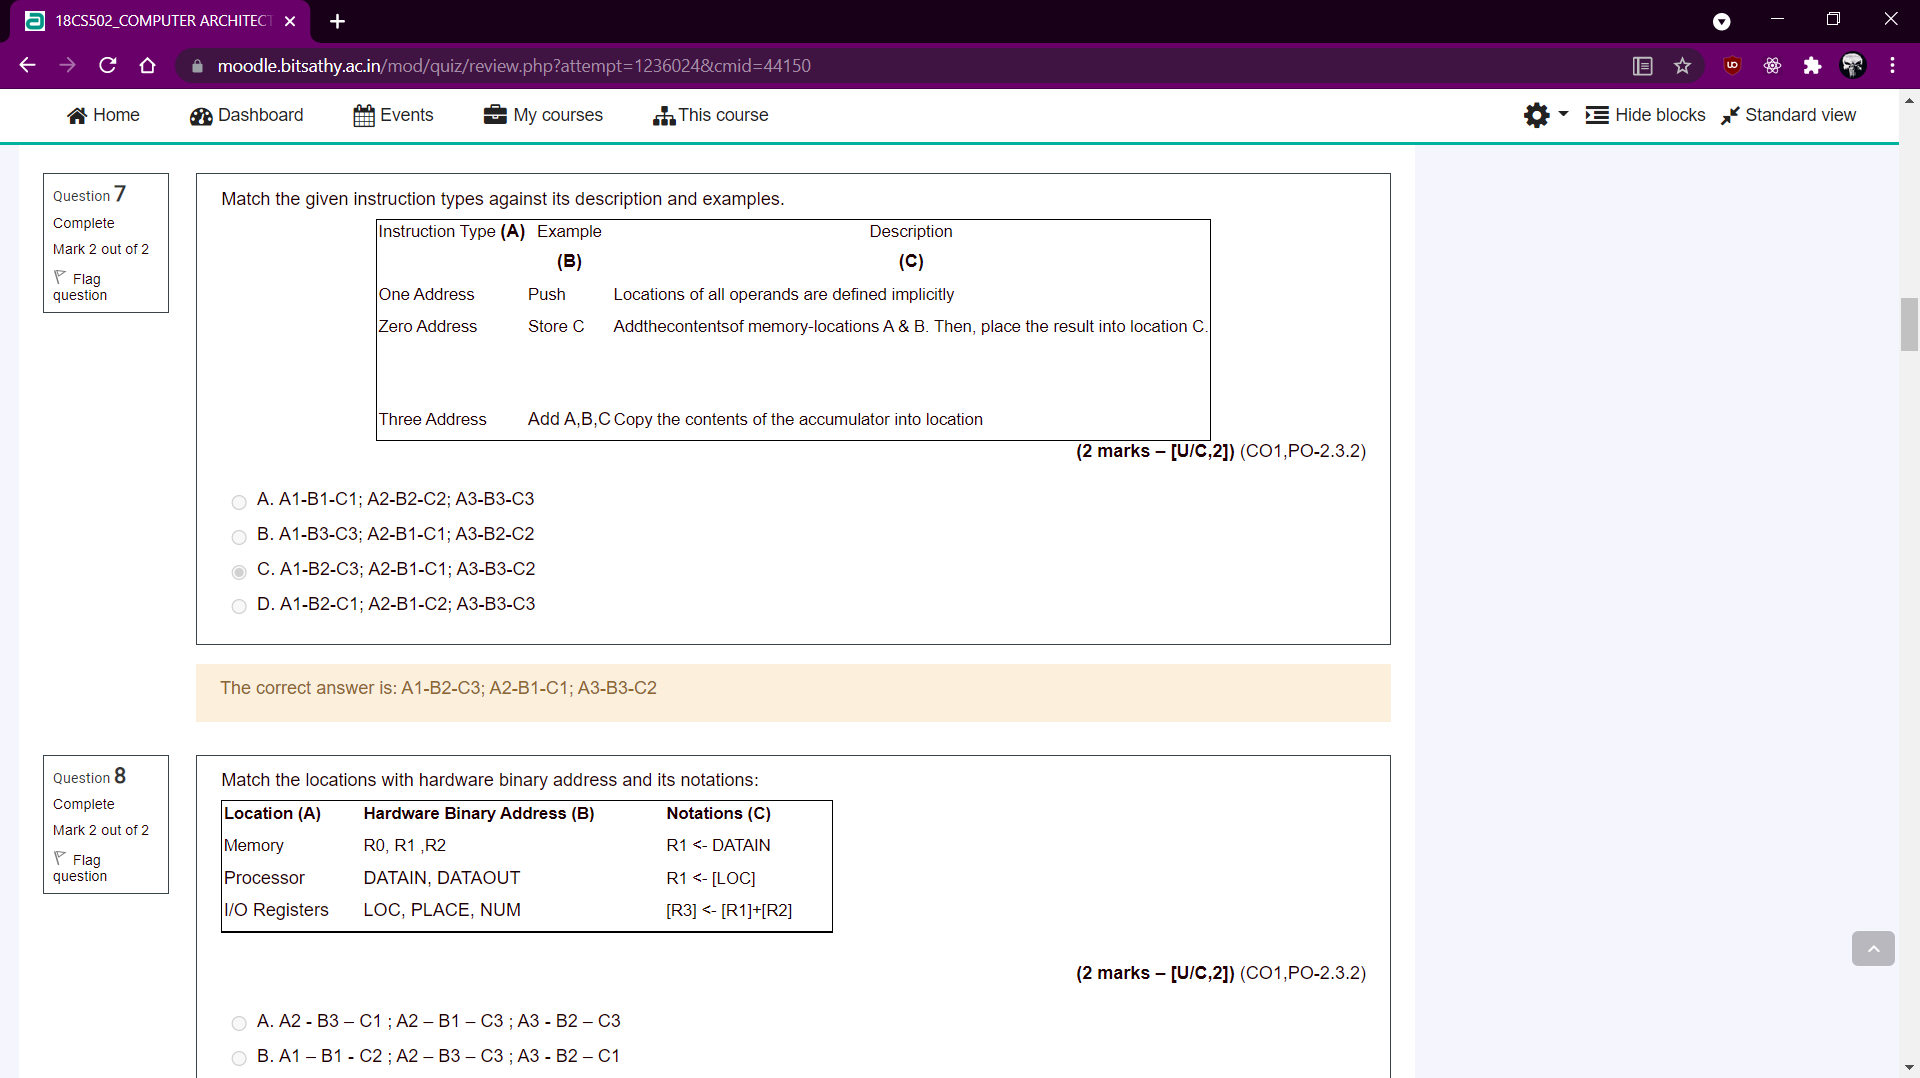 18CS502_COMPUTER ARCHITECT
moodle.bitsathy.ac.in/mod/quiz/review.php?attempt=1236024&cmid=44150
Home Dashboard Events My courses This course Hide blocks Standard view
Question 7
Complete
Mark 2 out of 2
Flag question
Match the given instruction types against its description and examples.
Instruction Type (A) Example Description
(B) (C)
One Address Push Locations of all operands are defined implicitly
Zero Address Store C Addthecontentsof memory-locations A & B. Then, place the result into location C.
Three Address Add A,B,C Copy the contents of the accumulator into location
(2 marks – [U/C,2]) (CO1,PO-2.3.2)
A. A1-B1-C1; A2-B2-C2; A3-B3-C3
B. A1-B3-C3; A2-B1-C1; A3-B2-C2
C. A1-B2-C3; A2-B1-C1; A3-B3-C2
D. A1-B2-C1; A2-B1-C2; A3-B3-C3
The correct answer is: A1-B2-C3; A2-B1-C1; A3-B3-C2
Question 8
Complete
Mark 2 out of 2
Flag question
Match the locations with hardware binary address and its notations:
Location (A) Hardware Binary Address (B) Notations (C)
Memory R0, R1 ,R2 R1 <- DATAIN
Processor DATAIN, DATAOUT R1 <- [LOC]
I/O Registers LOC, PLACE, NUM [R3] <- [R1]+[R2]
(2 marks – [U/C,2]) (CO1,PO-2.3.2)
A. A2 - B3 – C1 ; A2 – B1 – C3 ; A3 - B2 – C3
B. A1 – B1 - C2 ; A2 – B3 – C3 ; A3 - B2 – C1